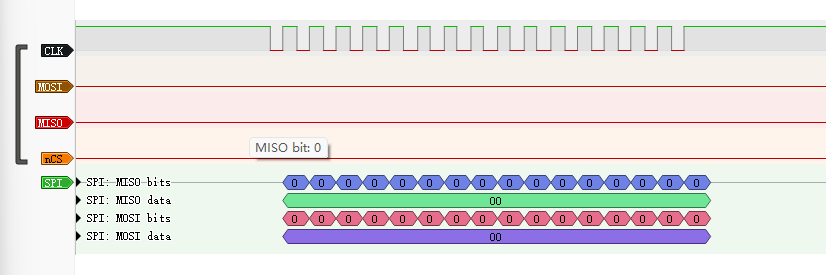 CLK
MOSI
MISO
MISO bit: 0
nCS
SPI
SPI: MISO bits
0 0 0 0 0 0 0 0 0 0 0 0 0 0 0 0
SPI: MISO data
00
SPI: MOSI bits
0 0 0 0 0 0 0 0 0 0 0 0 0 0 0 0
SPI: MOSI data
00